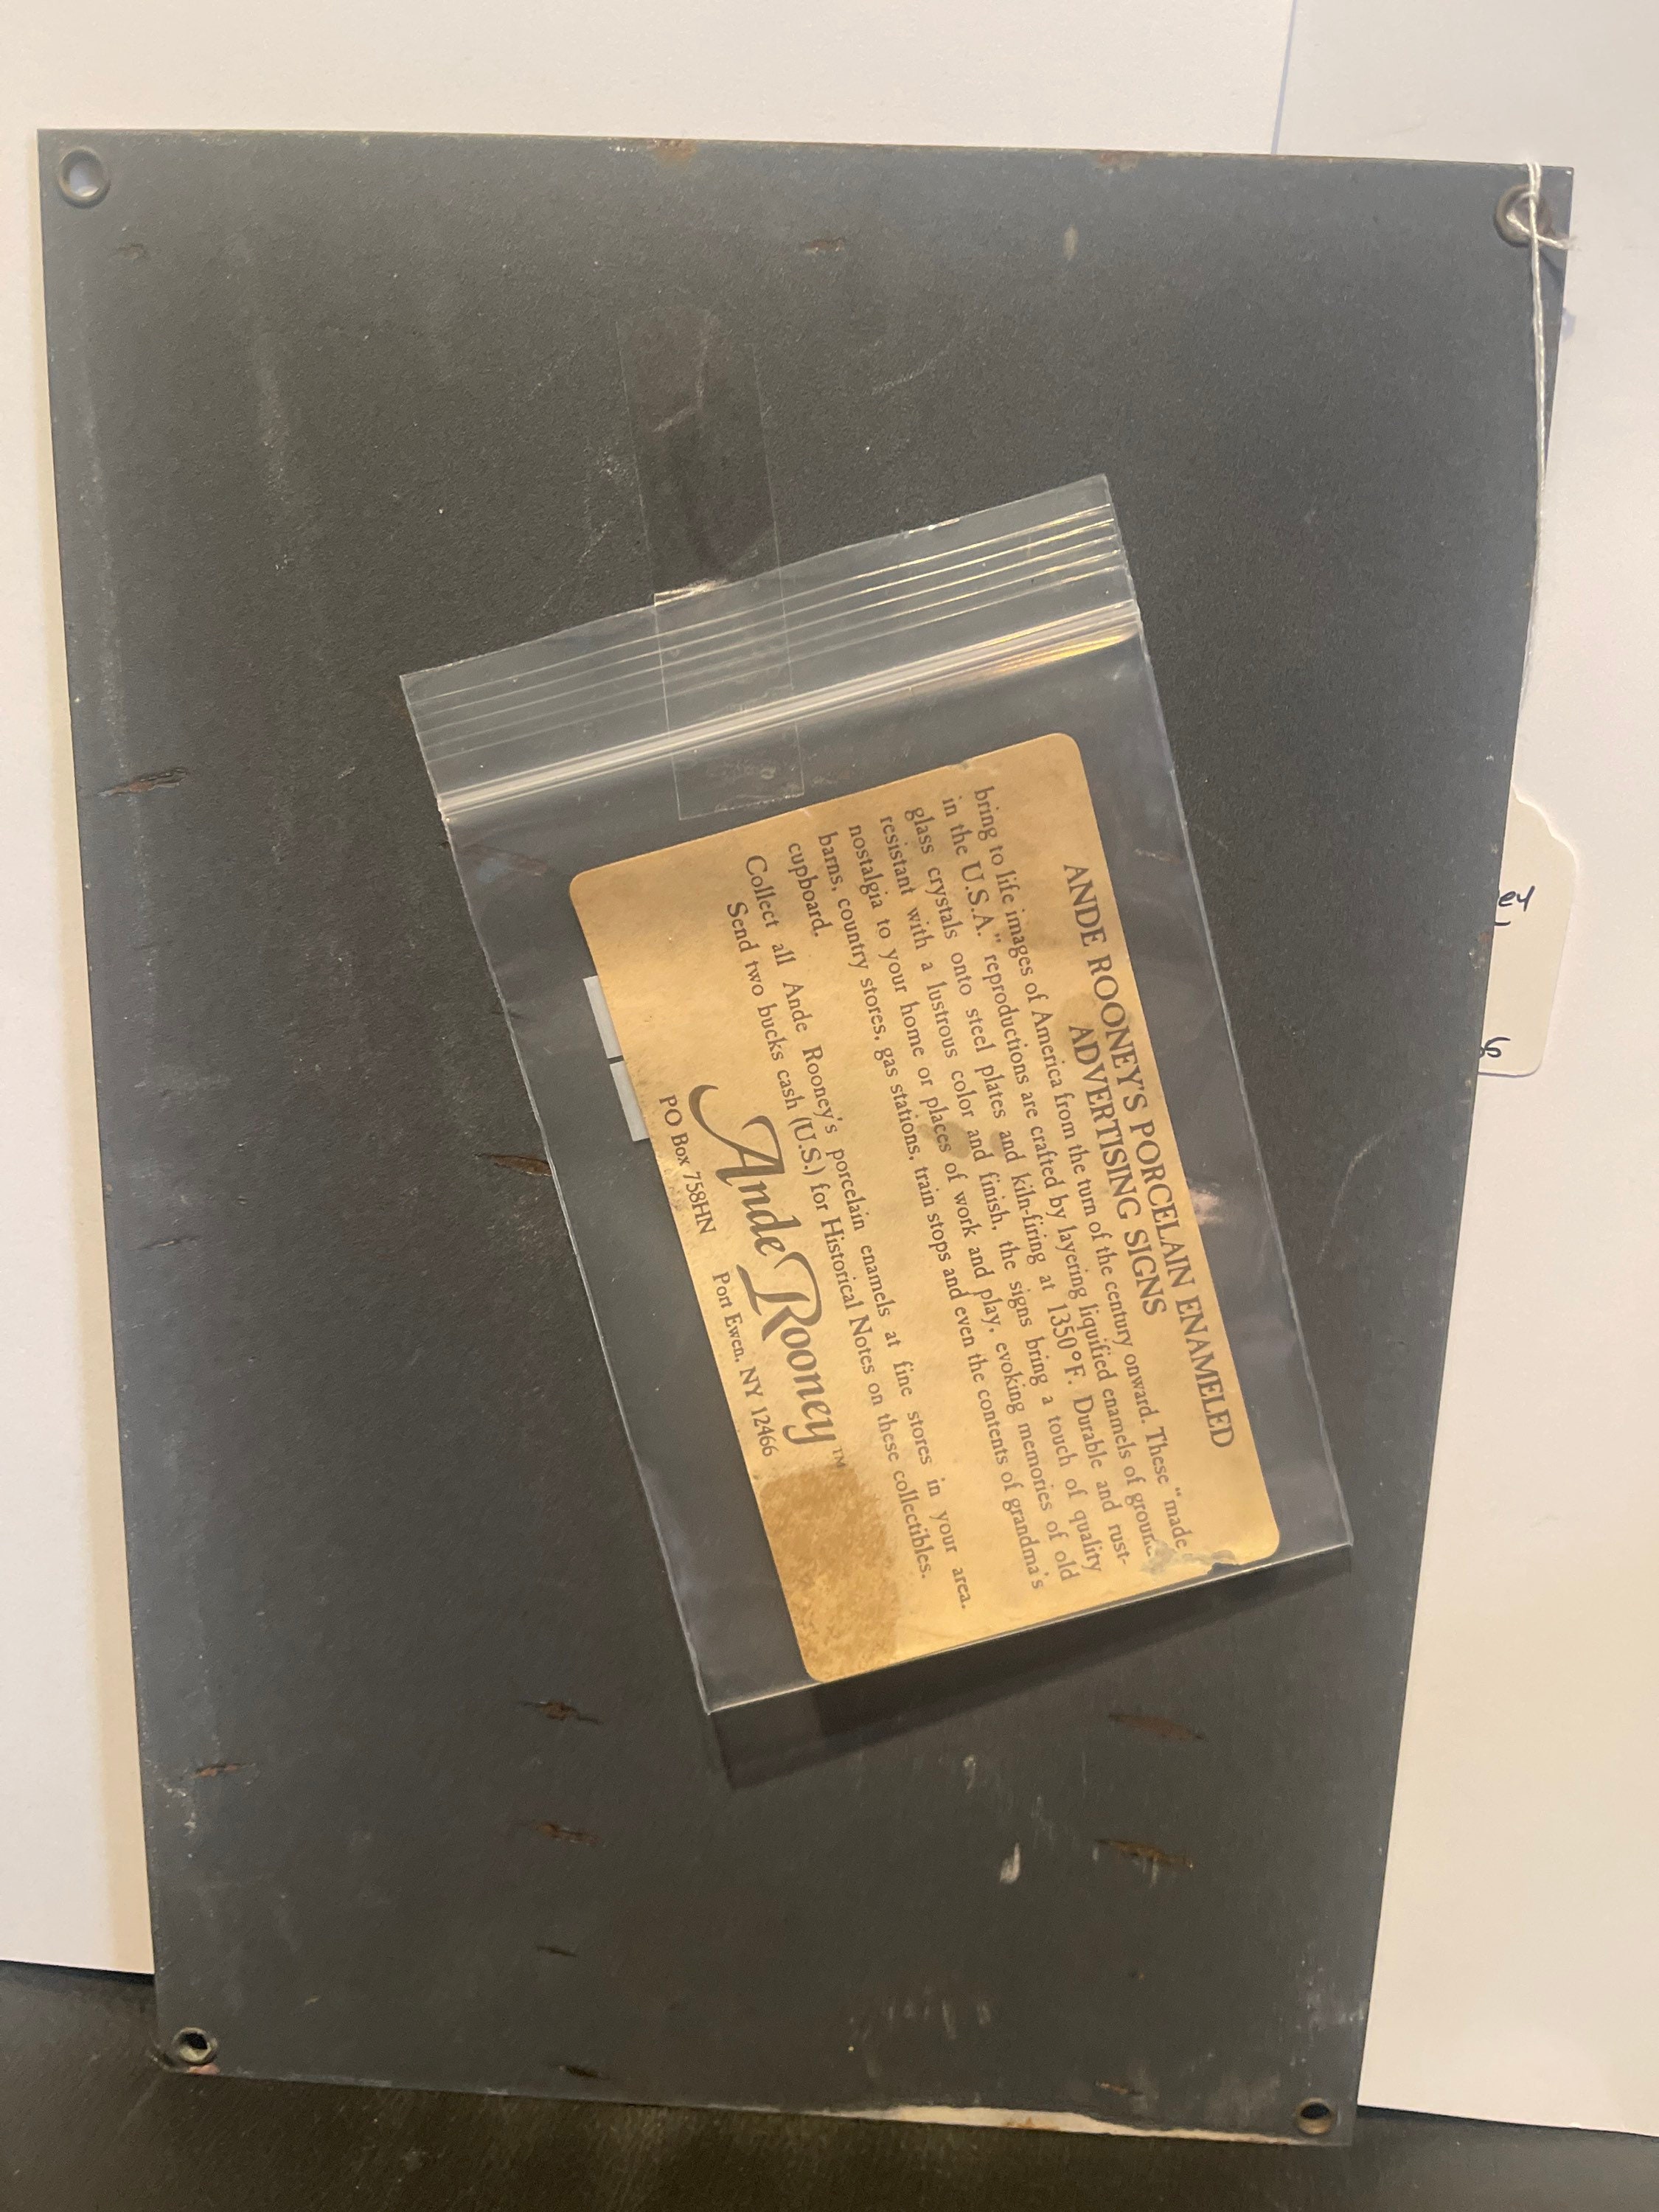 ANDE ROONEY'S PORCELAIN ENAMELED
ADVERTISING SIGNS
bring to life images of America from the turn of the century onward. These "made
in the U.S.A." reproductions are crafted by layering liquified enamels of ground
glass crystals onto steel plates and kiln-firing at 1350°F. Durable and rust-
resistant with a lustrous color and finish, the signs bring a touch of quality
nostalgia to your home or places of work and play, evoking memories of old
barns, country stores, gas stations, train stops and even the contents of grandma's
cupboard.
Collect all Ande Rooney's porcelain enamels at fine stores in your area.
Send two bucks cash (U.S.) for Historical Notes on these collectibles.
Ande Rooney™
PO Box 758HN Port Ewen, NY 12466